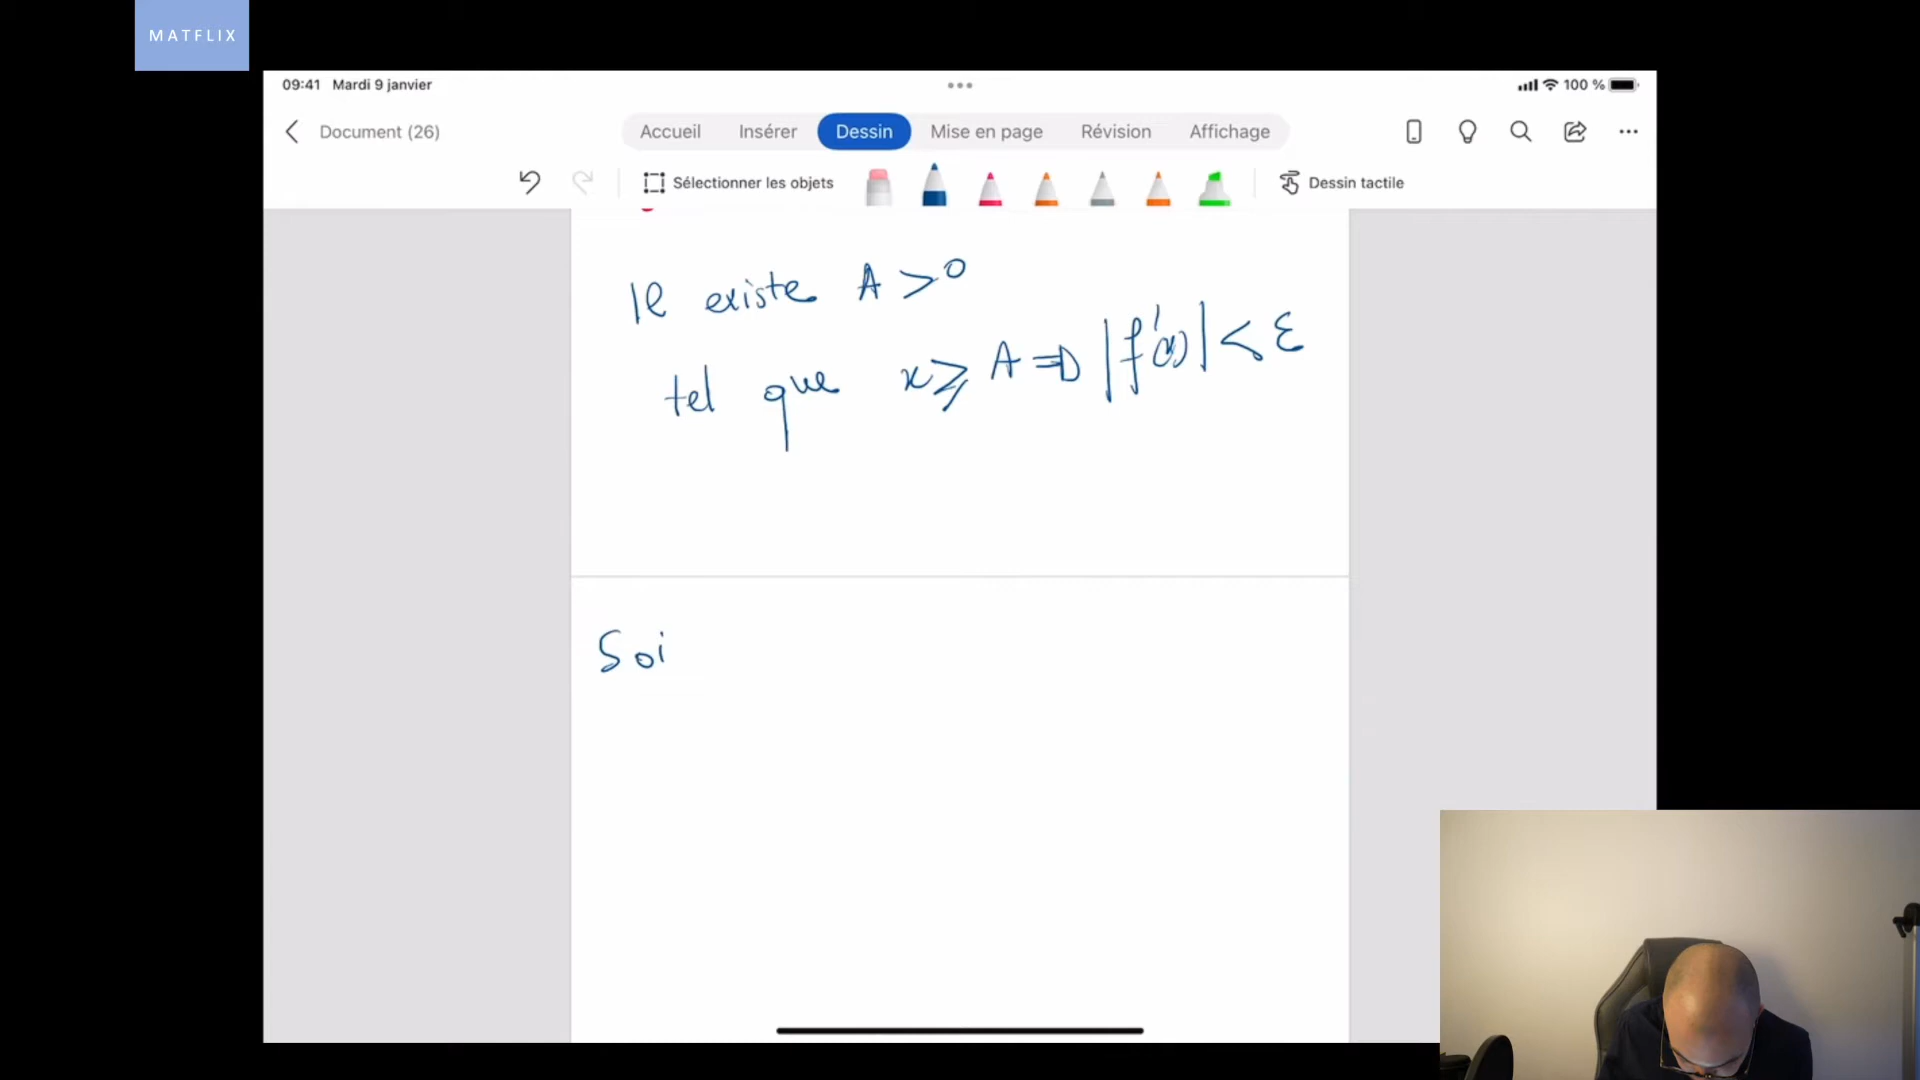 MATFLIX
09:41 Mardi 9 janvier
100 %
Document (26)
Accueil Insérer Dessin Mise en page Révision Affichage
Sélectionner les objets
Dessin tactile
Il existe A > 0
tel que x ⩾ A ⇒ |f'(x)| < ε
Soi